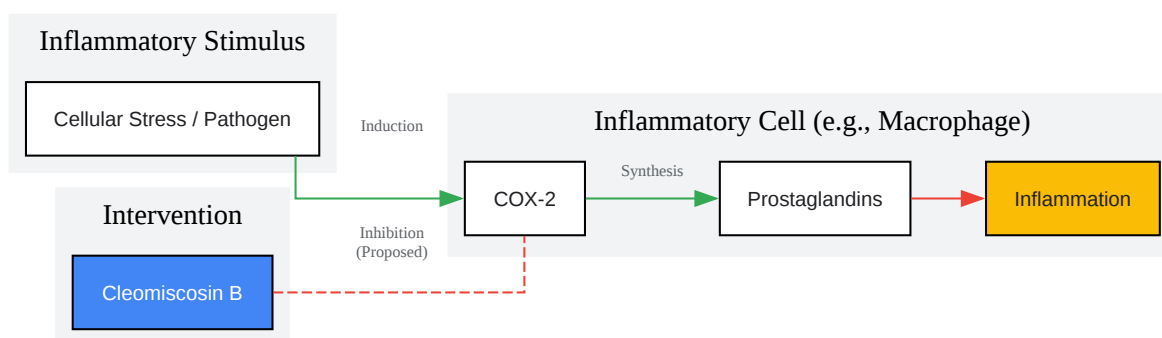 Inflammatory Stimulus
Cellular Stress / Pathogen
Induction
Inflammatory Cell (e.g., Macrophage)
COX-2
Synthesis
Prostaglandins
Inflammation
Intervention
Inhibition
(Proposed)
Cleomiscosin B